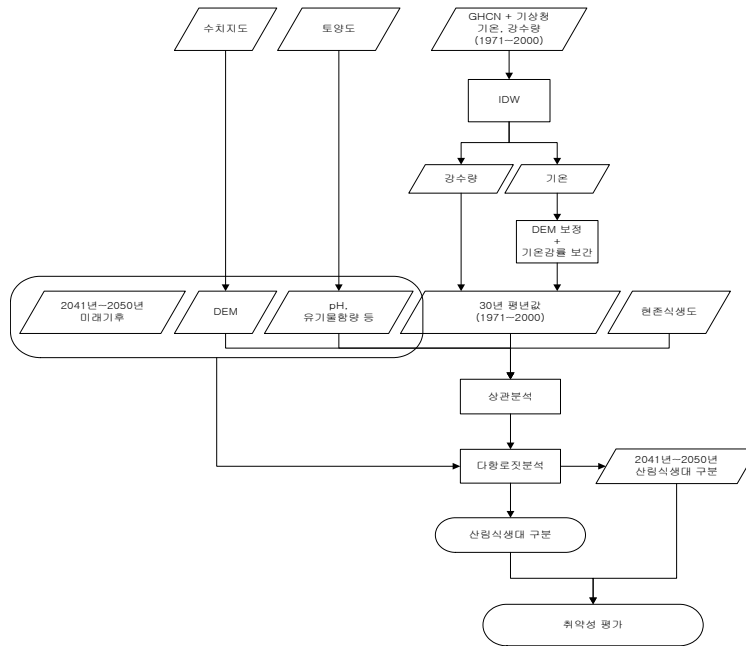 수치지도
토양도
GHCN + 기상청
기온, 강수량
(1971~2000)
IDW
강수량
기온
DEM 보정
+
기온감률 보간
2041년~2050년
미래기후
DEM
pH,
유기물함량 등
30년 평년값
(1971~2000)
현존식생도
상관분석
다항로짓분석
2041년~2050년
산림식생대 구분
산림식생대 구분
취약성 평가